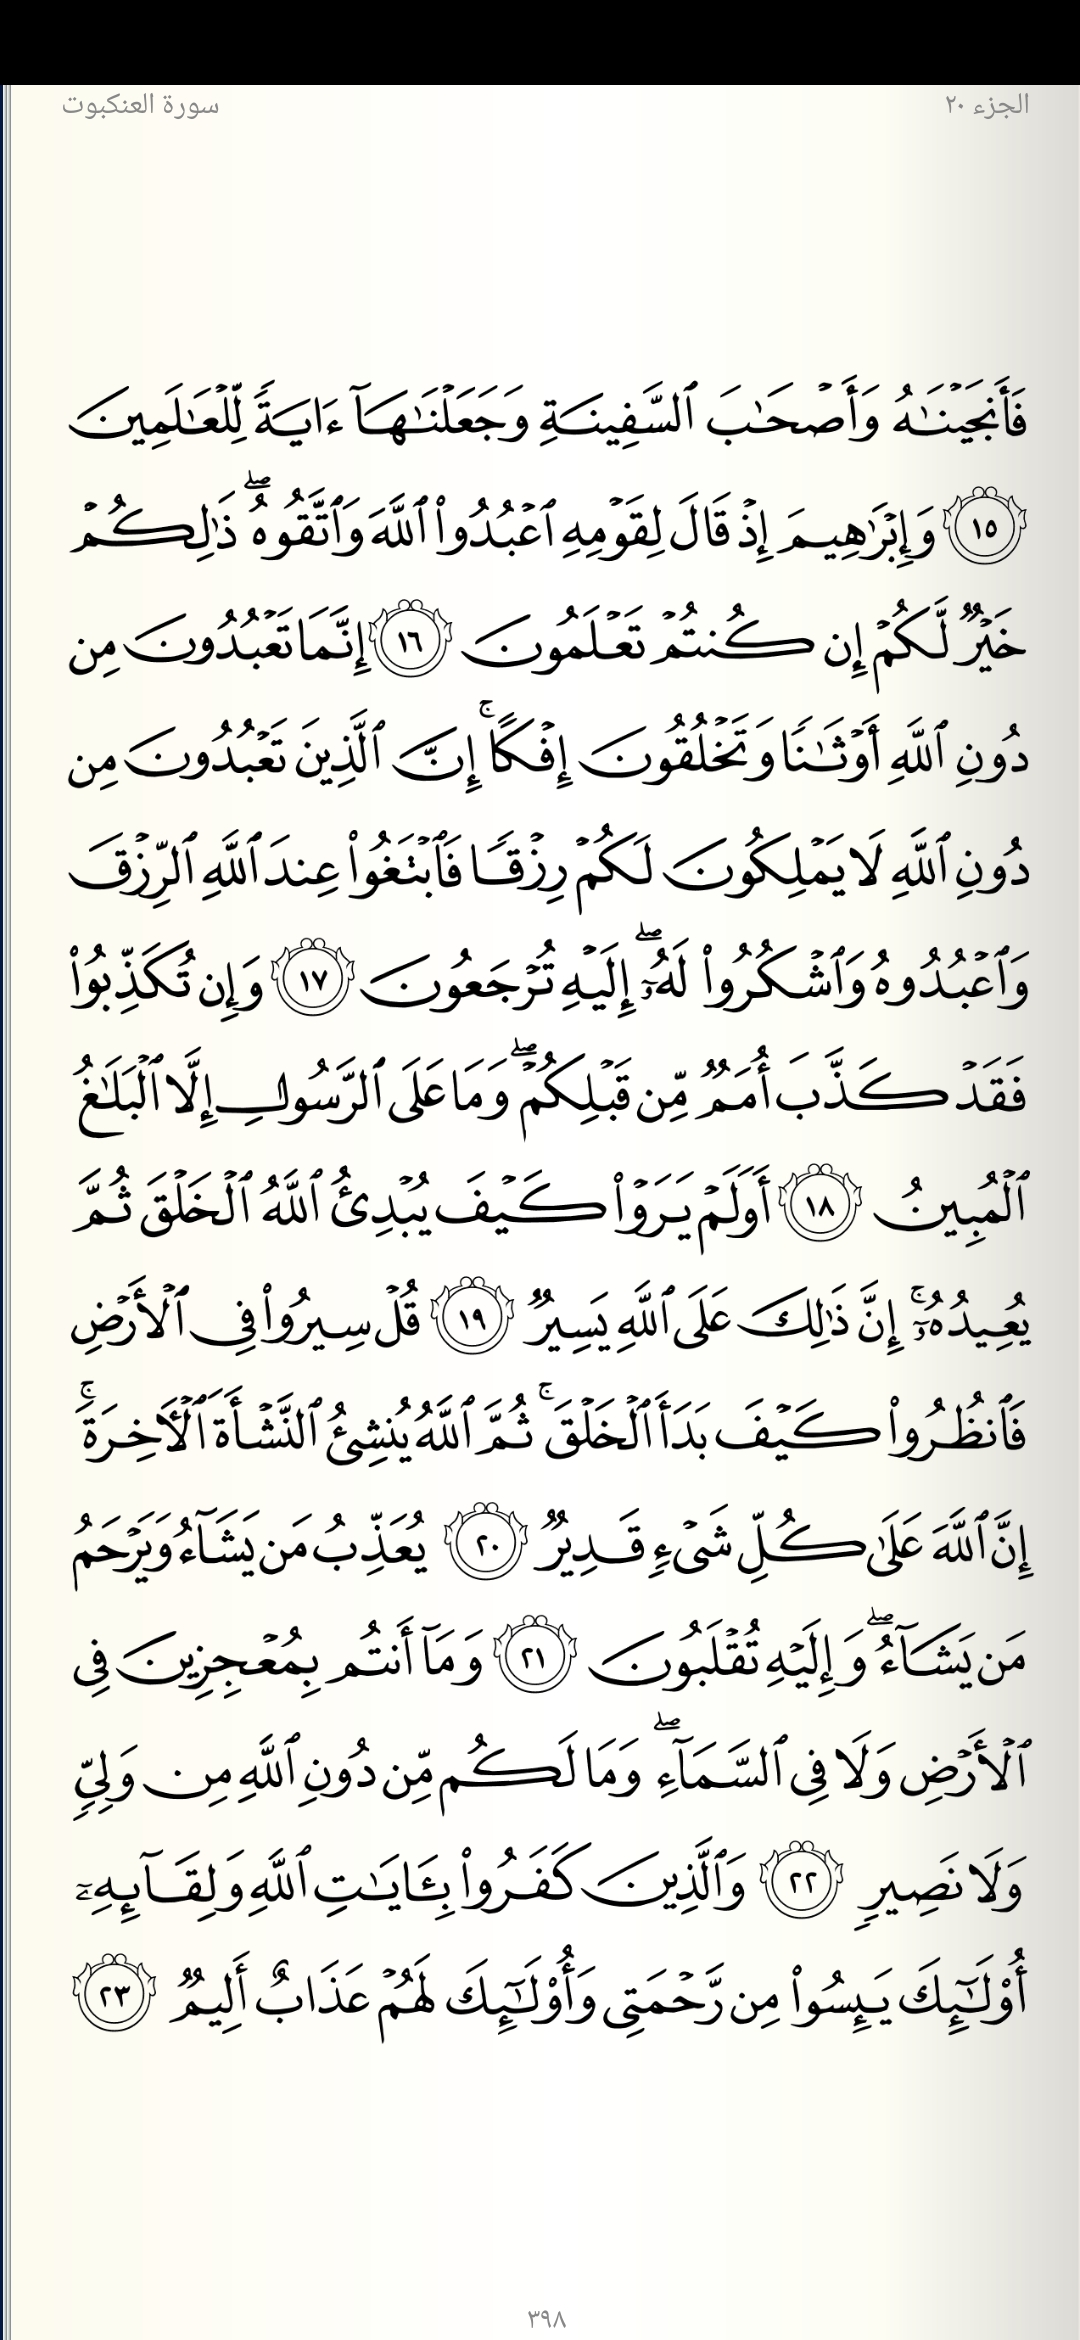 الجزء ٢٠
سورة العنكبوت
فَأَنجَيۡنَٰهُ وَأَصۡحَٰبَ ٱلسَّفِينَةِ وَجَعَلۡنَٰهَآ ءَايَةٗ لِّلۡعَٰلَمِينَ
١٥ وَإِبۡرَٰهِيمَ إِذۡ قَالَ لِقَوۡمِهِ ٱعۡبُدُواْ ٱللَّهَ وَٱتَّقُوهُۖ ذَٰلِكُمۡ
خَيۡرٞ لَّكُمۡ إِن كُنتُمۡ تَعۡلَمُونَ ١٦ إِنَّمَا تَعۡبُدُونَ مِن
دُونِ ٱللَّهِ أَوۡثَٰنٗا وَتَخۡلُقُونَ إِفۡكًاۚ إِنَّ ٱلَّذِينَ تَعۡبُدُونَ مِن
دُونِ ٱللَّهِ لَا يَمۡلِكُونَ لَكُمۡ رِزۡقٗا فَٱبۡتَغُواْ عِندَ ٱللَّهِ ٱلرِّزۡقَ
وَٱعۡبُدُوهُ وَٱشۡكُرُواْ لَهُۥٓۖ إِلَيۡهِ تُرۡجَعُونَ ١٧ وَإِن تُكَذِّبُواْ
فَقَدۡ كَذَّبَ أُمَمٞ مِّن قَبۡلِكُمۡۖ وَمَا عَلَى ٱلرَّسُولِ إِلَّا ٱلۡبَلَٰغُ
ٱلۡمُبِينُ ١٨ أَوَلَمۡ يَرَوۡاْ كَيۡفَ يُبۡدِئُ ٱللَّهُ ٱلۡخَلۡقَ ثُمَّ
يُعِيدُهُۥٓۚ إِنَّ ذَٰلِكَ عَلَى ٱللَّهِ يَسِيرٞ ١٩ قُلۡ سِيرُواْ فِي ٱلۡأَرۡضِ
فَٱنظُرُواْ كَيۡفَ بَدَأَ ٱلۡخَلۡقَۚ ثُمَّ ٱللَّهُ يُنشِئُ ٱلنَّشۡأَةَ ٱلۡأٓخِرَةَۚ
إِنَّ ٱللَّهَ عَلَىٰ كُلِّ شَيۡءٖ قَدِيرٞ ٢٠ يُعَذِّبُ مَن يَشَآءُ وَيَرۡحَمُ
مَن يَشَآءُۖ وَإِلَيۡهِ تُقۡلَبُونَ ٢١ وَمَآ أَنتُم بِمُعۡجِزِينَ فِي
ٱلۡأَرۡضِ وَلَا فِي ٱلسَّمَآءِۖ وَمَا لَكُم مِّن دُونِ ٱللَّهِ مِن وَلِيّٖ
وَلَا نَصِيرٖ ٢٢ وَٱلَّذِينَ كَفَرُواْ بِـَٔايَٰتِ ٱللَّهِ وَلِقَآئِهِۦٓ
أُوْلَٰٓئِكَ يَئِسُواْ مِن رَّحۡمَتِي وَأُوْلَٰٓئِكَ لَهُمۡ عَذَابٌ أَلِيمٞ ٢٣
٣٩٨